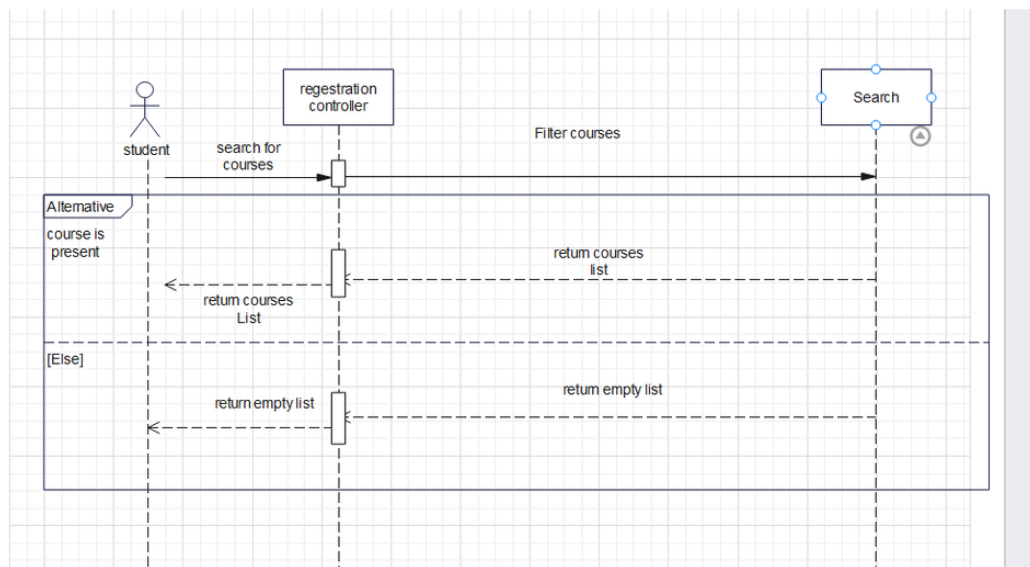 regestration
controller
Search
student
search for
courses
Filter courses
Alternative
course is
present
return courses
list
return courses
List
[Else]
return empty list
return empty list